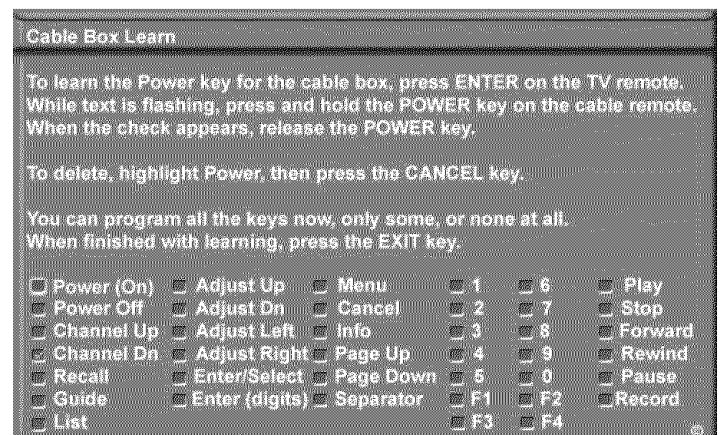 Cable Box Learn
To learn the Power key for the cable box, press ENTER on the TV remote.
While text is flashing, press and hold the POWER key on the cable remote.
When the check appears, release the POWER key.
To delete, highlight Power, then press the CANCEL key.
You can program all the keys now, only some, or none at all.
When finished with learning, press the EXIT key.
Power (On) Adjust Up Menu 1 6 Play
Power Off Adjust Dn Cancel 2 7 Stop
Channel Up Adjust Left Info 3 8 Forward
Channel Dn Adjust Right Page Up 4 9 Rewind
Recall Enter/Select Page Down 5 0 Pause
Guide Enter (digits) Separator F1 F2 Record
List F3 F4
©